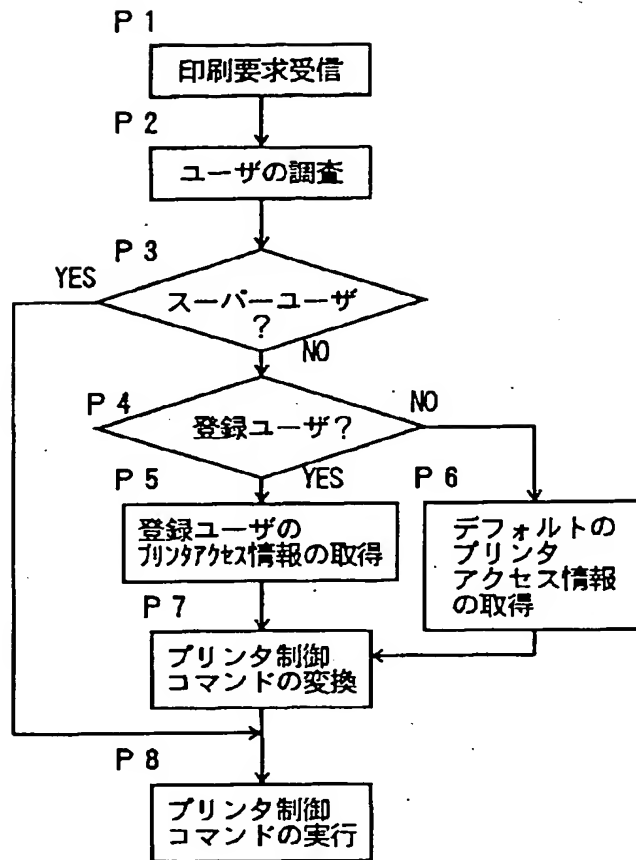 P 1
印刷要求受信
P 2
ユーザの調査
P 3
YES
スーパーユーザ
?
NO
P 4
登録ユーザ?
NO
YES
P 5
登録ユーザの
プリンタアクセス情報の取得
P 6
デフォルトの
プリンタ
アクセス情報
の取得
P 7
プリンタ制御
コマンドの変換
P 8
プリンタ制御
コマンドの実行